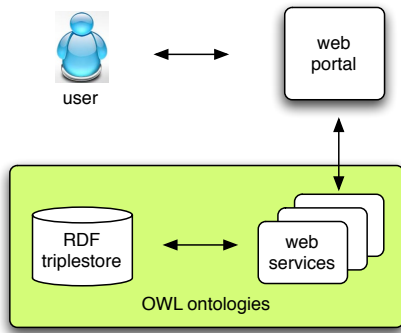 web
portal
user
RDF
triplestore
web
services
OWL ontologies